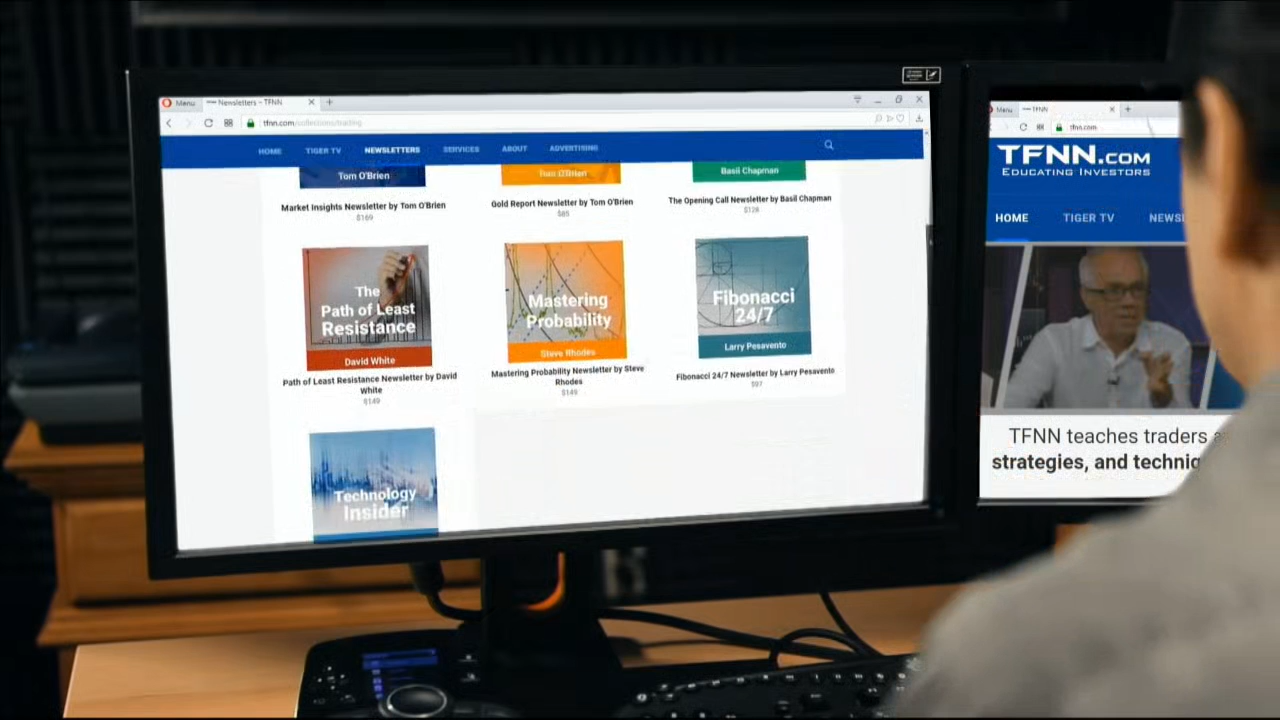 Menu
Newsletters - TFNN
tfnn.com/collections/trading
HOME TIGER TV NEWSLETTERS SERVICES ABOUT ADVERTISING
Tom O'Brien
Tom O'Brien
Basil Chapman
Market Insights Newsletter by Tom O'Brien
$169
Gold Report Newsletter by Tom O'Brien
The Opening Call Newsletter by Basil Chapman
The
Path of Least
Resistance
David White
Path of Least Resistance Newsletter by David
White
$149
Mastering
Probability
Steve Rhodes
Mastering Probability Newsletter by Steve
Rhodes
$149
Fibonacci
24/7
Larry Pesavento
Fibonacci 24/7 Newsletter by Larry Pesavento
$97
Technology
Insider
Menu
TFNN
tfnn.com
TFNN.COM
EDUCATING INVESTORS
HOME TIGER TV NEWSL
TFNN teaches traders a
strategies, and techniq